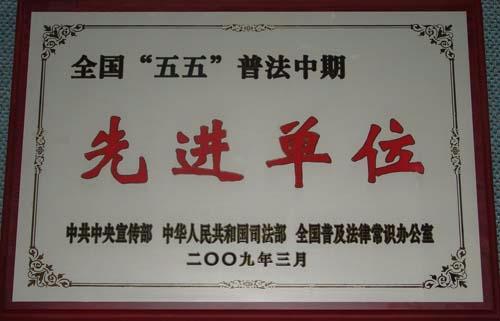 全国“五五”普法中期
先进单位
中共中央宣传部 中华人民共和国司法部 全国普及法律常识办公室
二〇〇九年三月